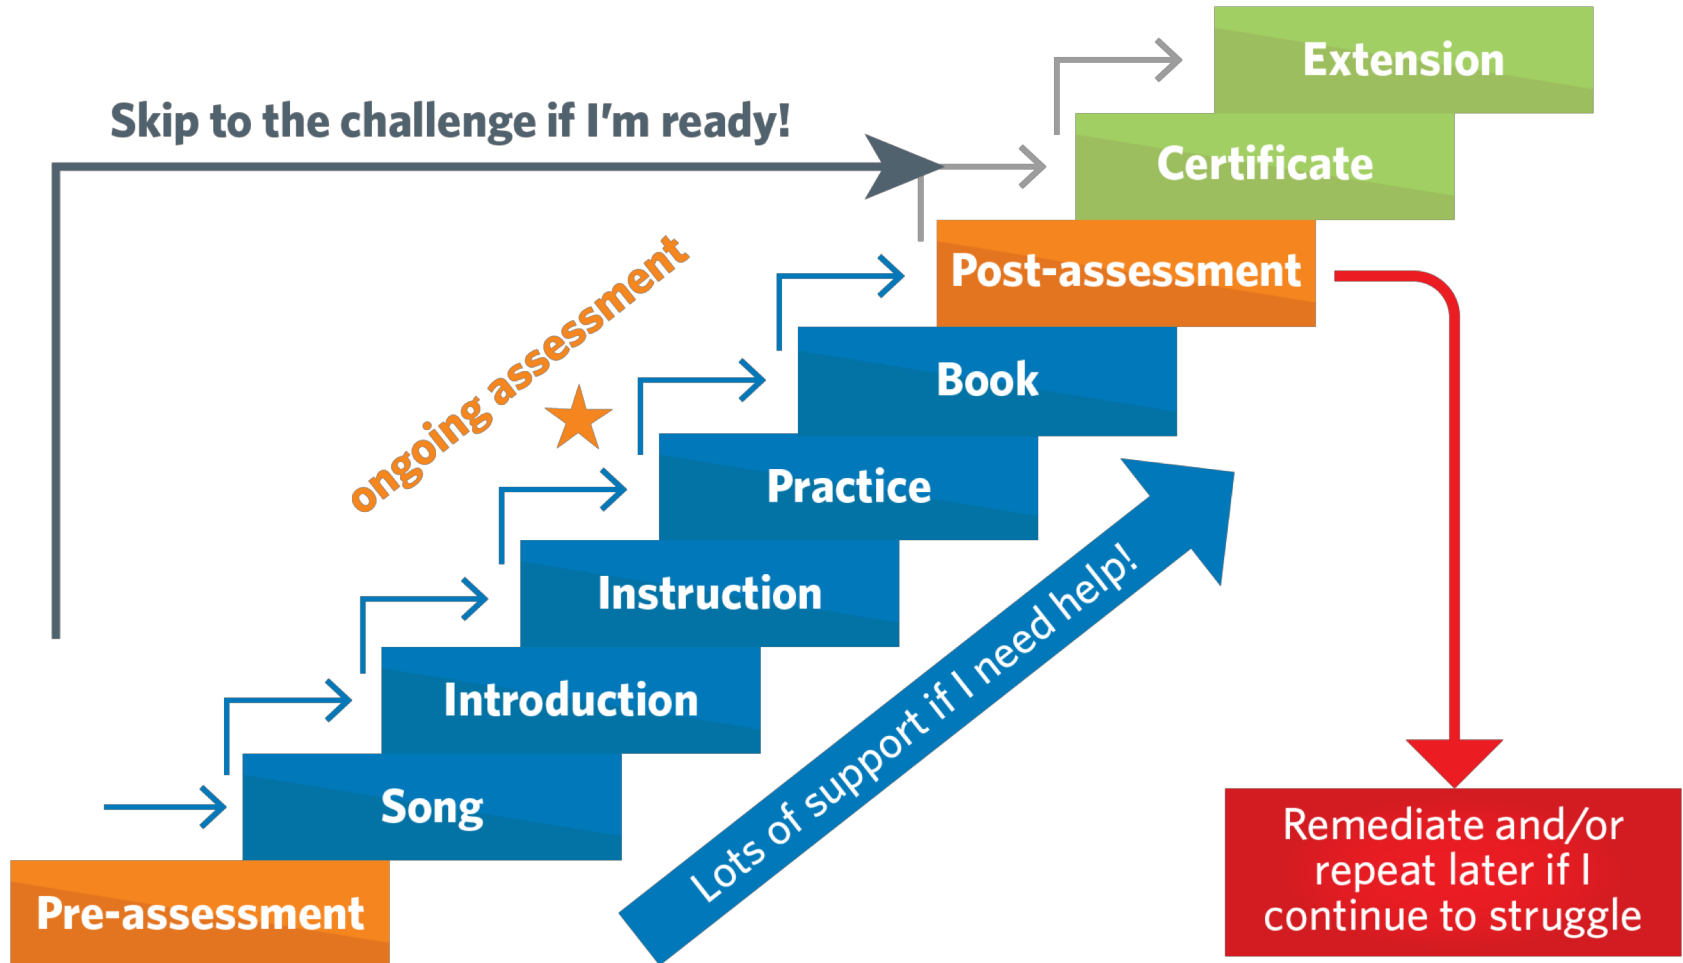 Extension
Skip to the challenge if I'm ready!
Certificate
ongoing assessment
Post-assessment
Book
Practice
Instruction
Lots of support if I need help!
Introduction
Song
Remediate and/or
repeat later if I
continue to struggle
Pre-assessment